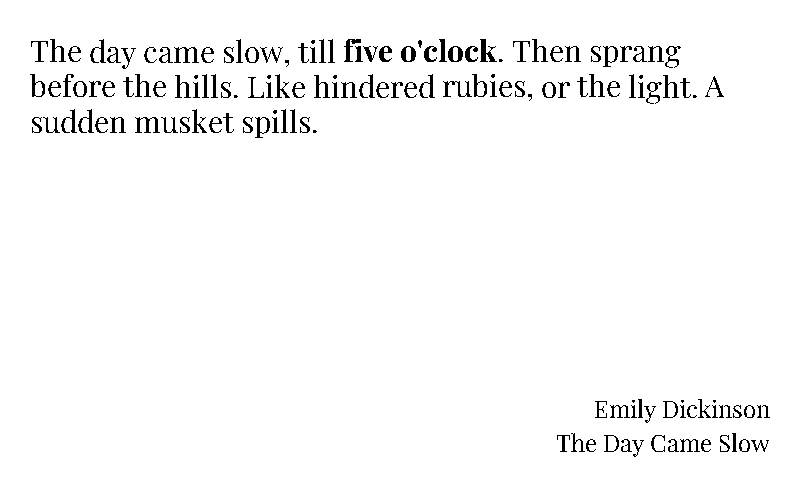 The day came slow, till five o'clock. Then sprang
before the hills. Like hindered rubies, or the light. A
sudden musket spills.
Emily Dickinson
The Day Came Slow